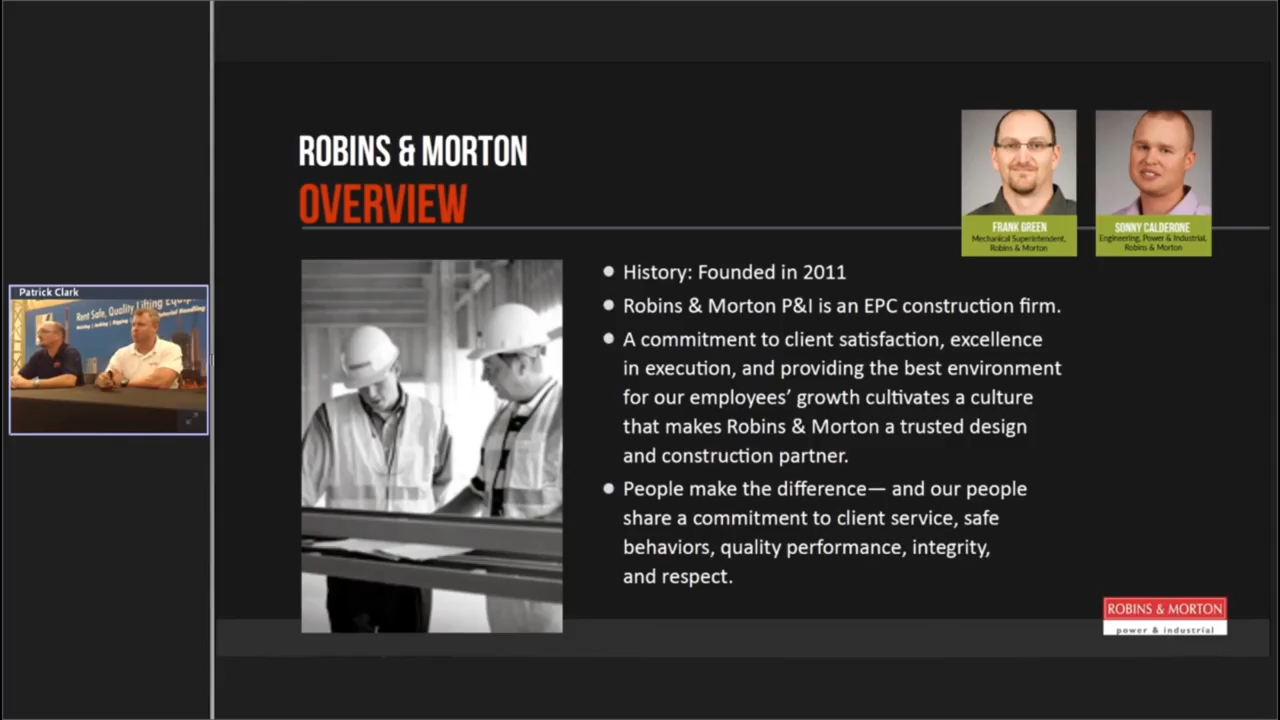 ROBINS & MORTON
OVERVIEW
FRANK GREEN
Mechanical Superintendent,
Robins & Morton
SONNY CALDERONE
Engineering, Power & Industrial,
Robins & Morton
Patrick Clark
Rent Safe, Quality Lifting Equip
• History: Founded in 2011
• Robins & Morton P&I is an EPC construction firm.
• A commitment to client satisfaction, excellence
in execution, and providing the best environment
for our employees’ growth cultivates a culture
that makes Robins & Morton a trusted design
and construction partner.
• People make the difference— and our people
share a commitment to client service, safe
behaviors, quality performance, integrity,
and respect.
ROBINS & MORTON
power & industrial